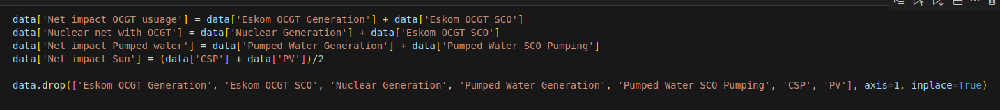 data['Net impact OCGT usuage'] = data['Eskom OCGT Generation'] + data['Eskom OCGT SCO']
data['Nuclear net with OCGT'] = data['Nuclear Generation'] + data['Eskom OCGT SCO']
data['Net impact Pumped water'] = data['Pumped Water Generation'] + data['Pumped Water SCO Pumping']
data['Net impact Sun'] = (data['CSP'] + data['PV'])/2
data.drop(['Eskom OCGT Generation', 'Eskom OCGT SCO', 'Nuclear Generation', 'Pumped Water Generation', 'Pumped Water SCO Pumping', 'CSP', 'PV'], axis=1, inplace=True)